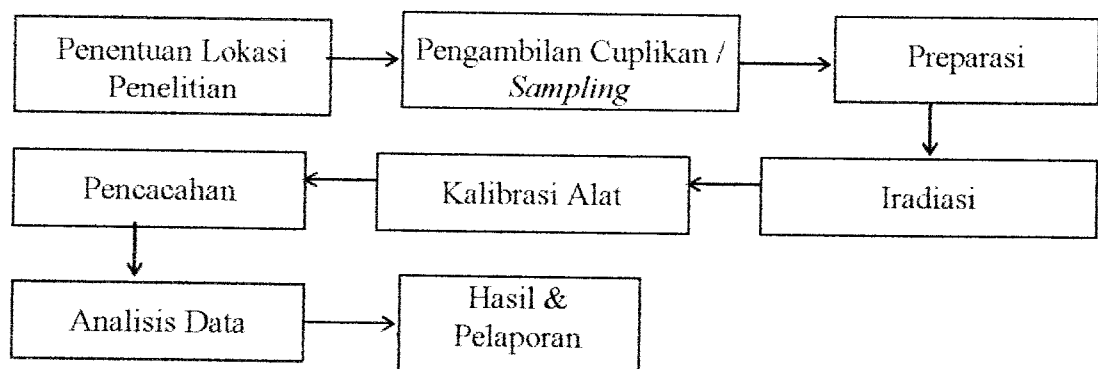 Penentuan Lokasi
Penelitian
Pengambilan Cuplikan /
Sampling
Preparasi
Iradiasi
Kalibrasi Alat
Pencacahan
Analisis Data
Hasil &
Pelaporan